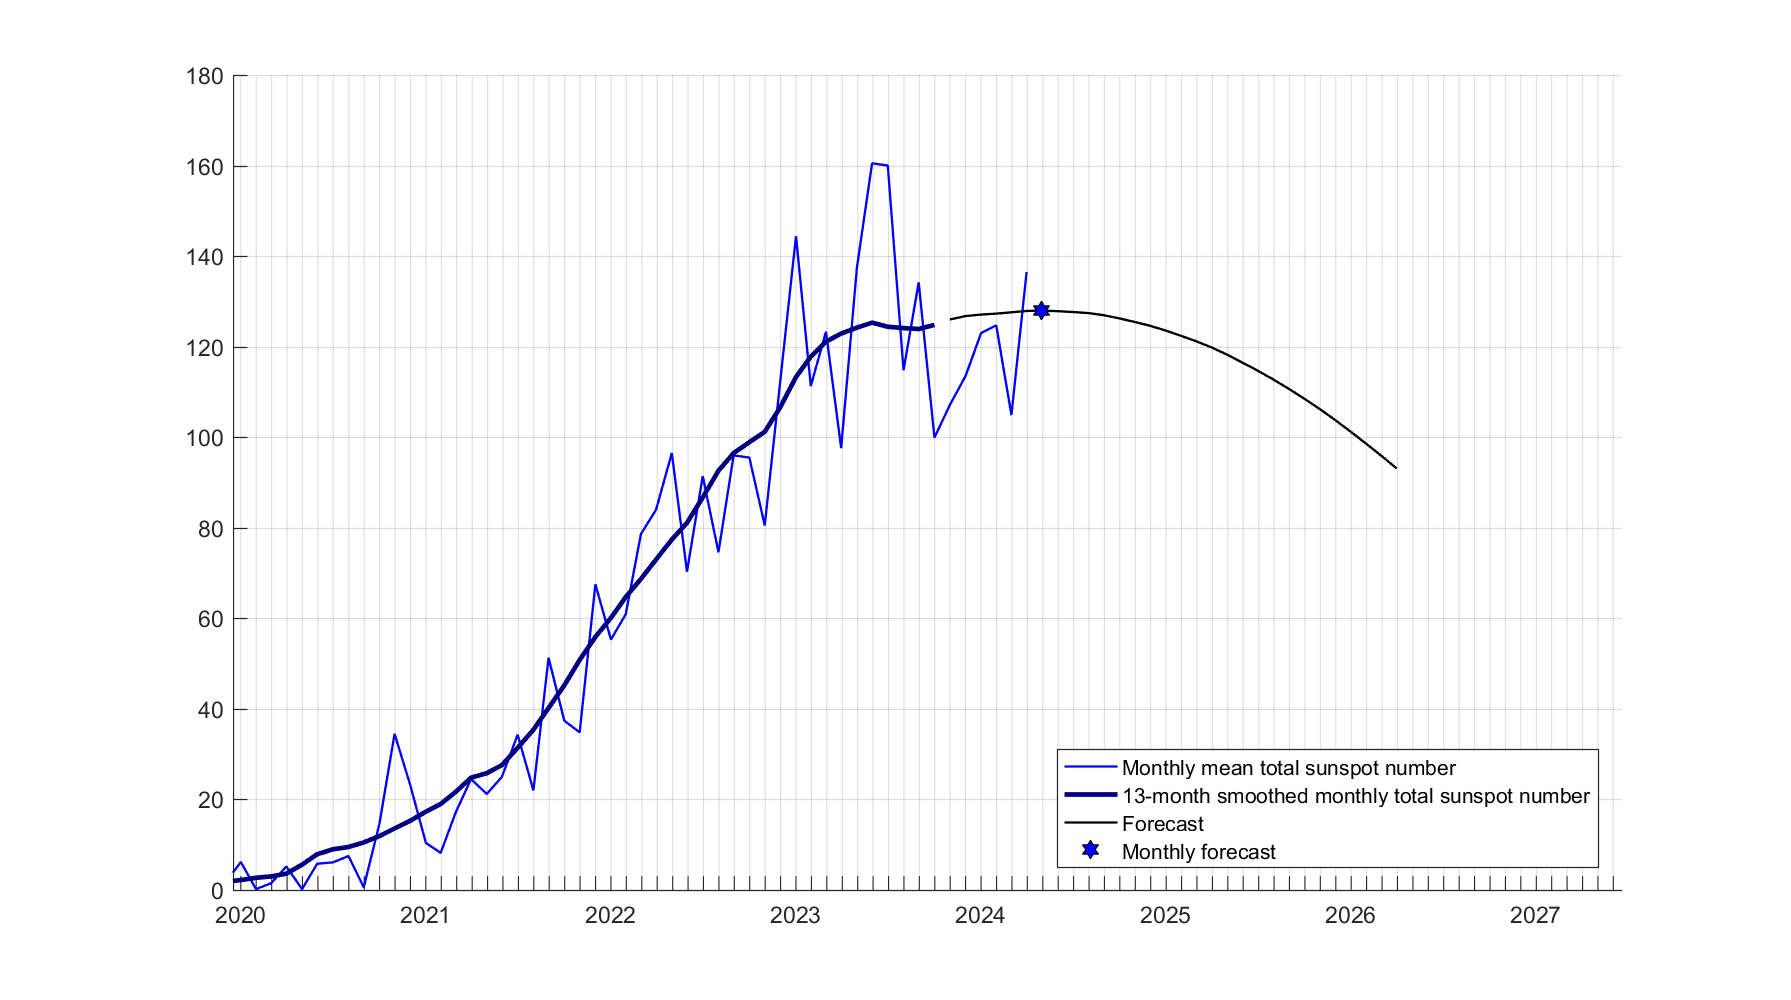 180
160
140
120
100
80
60
40
20
0
2020 2021 2022 2023 2024 2025 2026 2027
Monthly mean total sunspot number
13-month smoothed monthly total sunspot number
Forecast
Monthly forecast